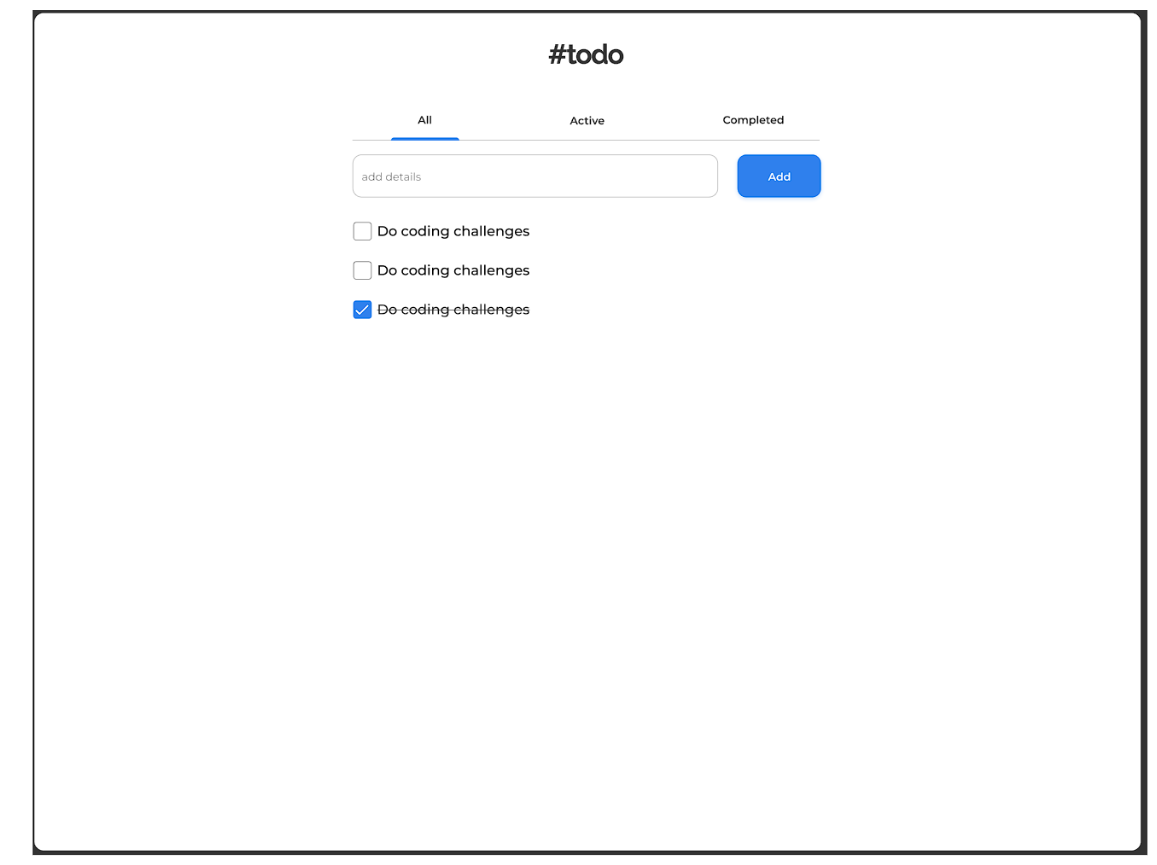 #todo
All Active Completed
add details Add
Do coding challenges
Do coding challenges
Do coding challenges